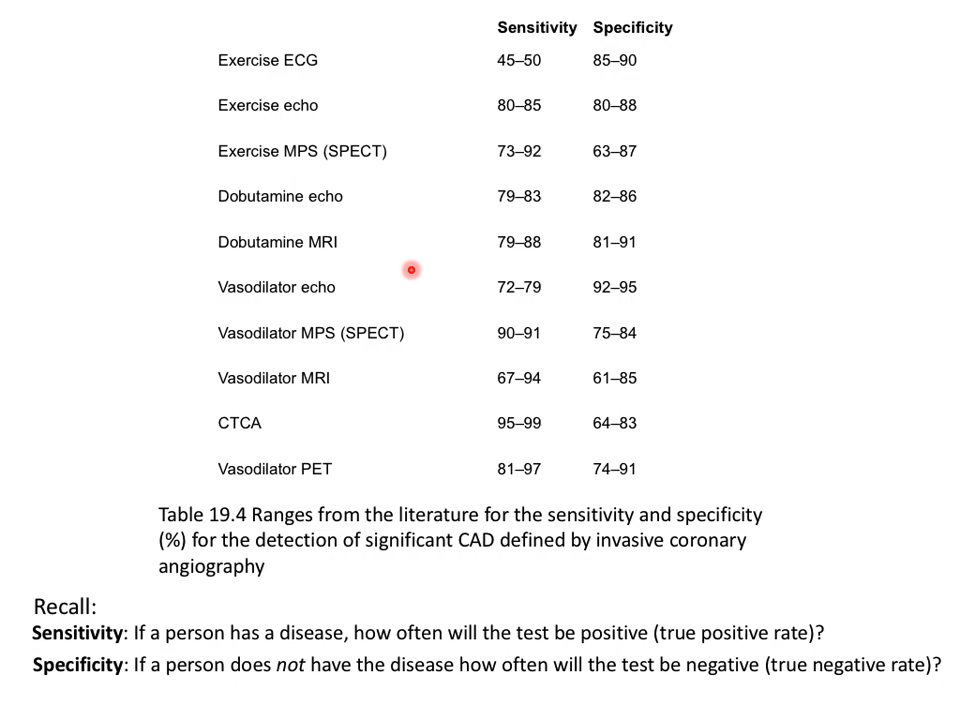 Sensitivity Specificity
Exercise ECG 45–50 85–90
Exercise echo 80–85 80–88
Exercise MPS (SPECT) 73–92 63–87
Dobutamine echo 79–83 82–86
Dobutamine MRI 79–88 81–91
Vasodilator echo 72–79 92–95
Vasodilator MPS (SPECT) 90–91 75–84
Vasodilator MRI 67–94 61–85
CTCA 95–99 64–83
Vasodilator PET 81–97 74–91
Table 19.4 Ranges from the literature for the sensitivity and specificity
(%) for the detection of significant CAD defined by invasive coronary
angiography
Recall:
Sensitivity: If a person has a disease, how often will the test be positive (true positive rate)?
Specificity: If a person does not have the disease how often will the test be negative (true negative rate)?